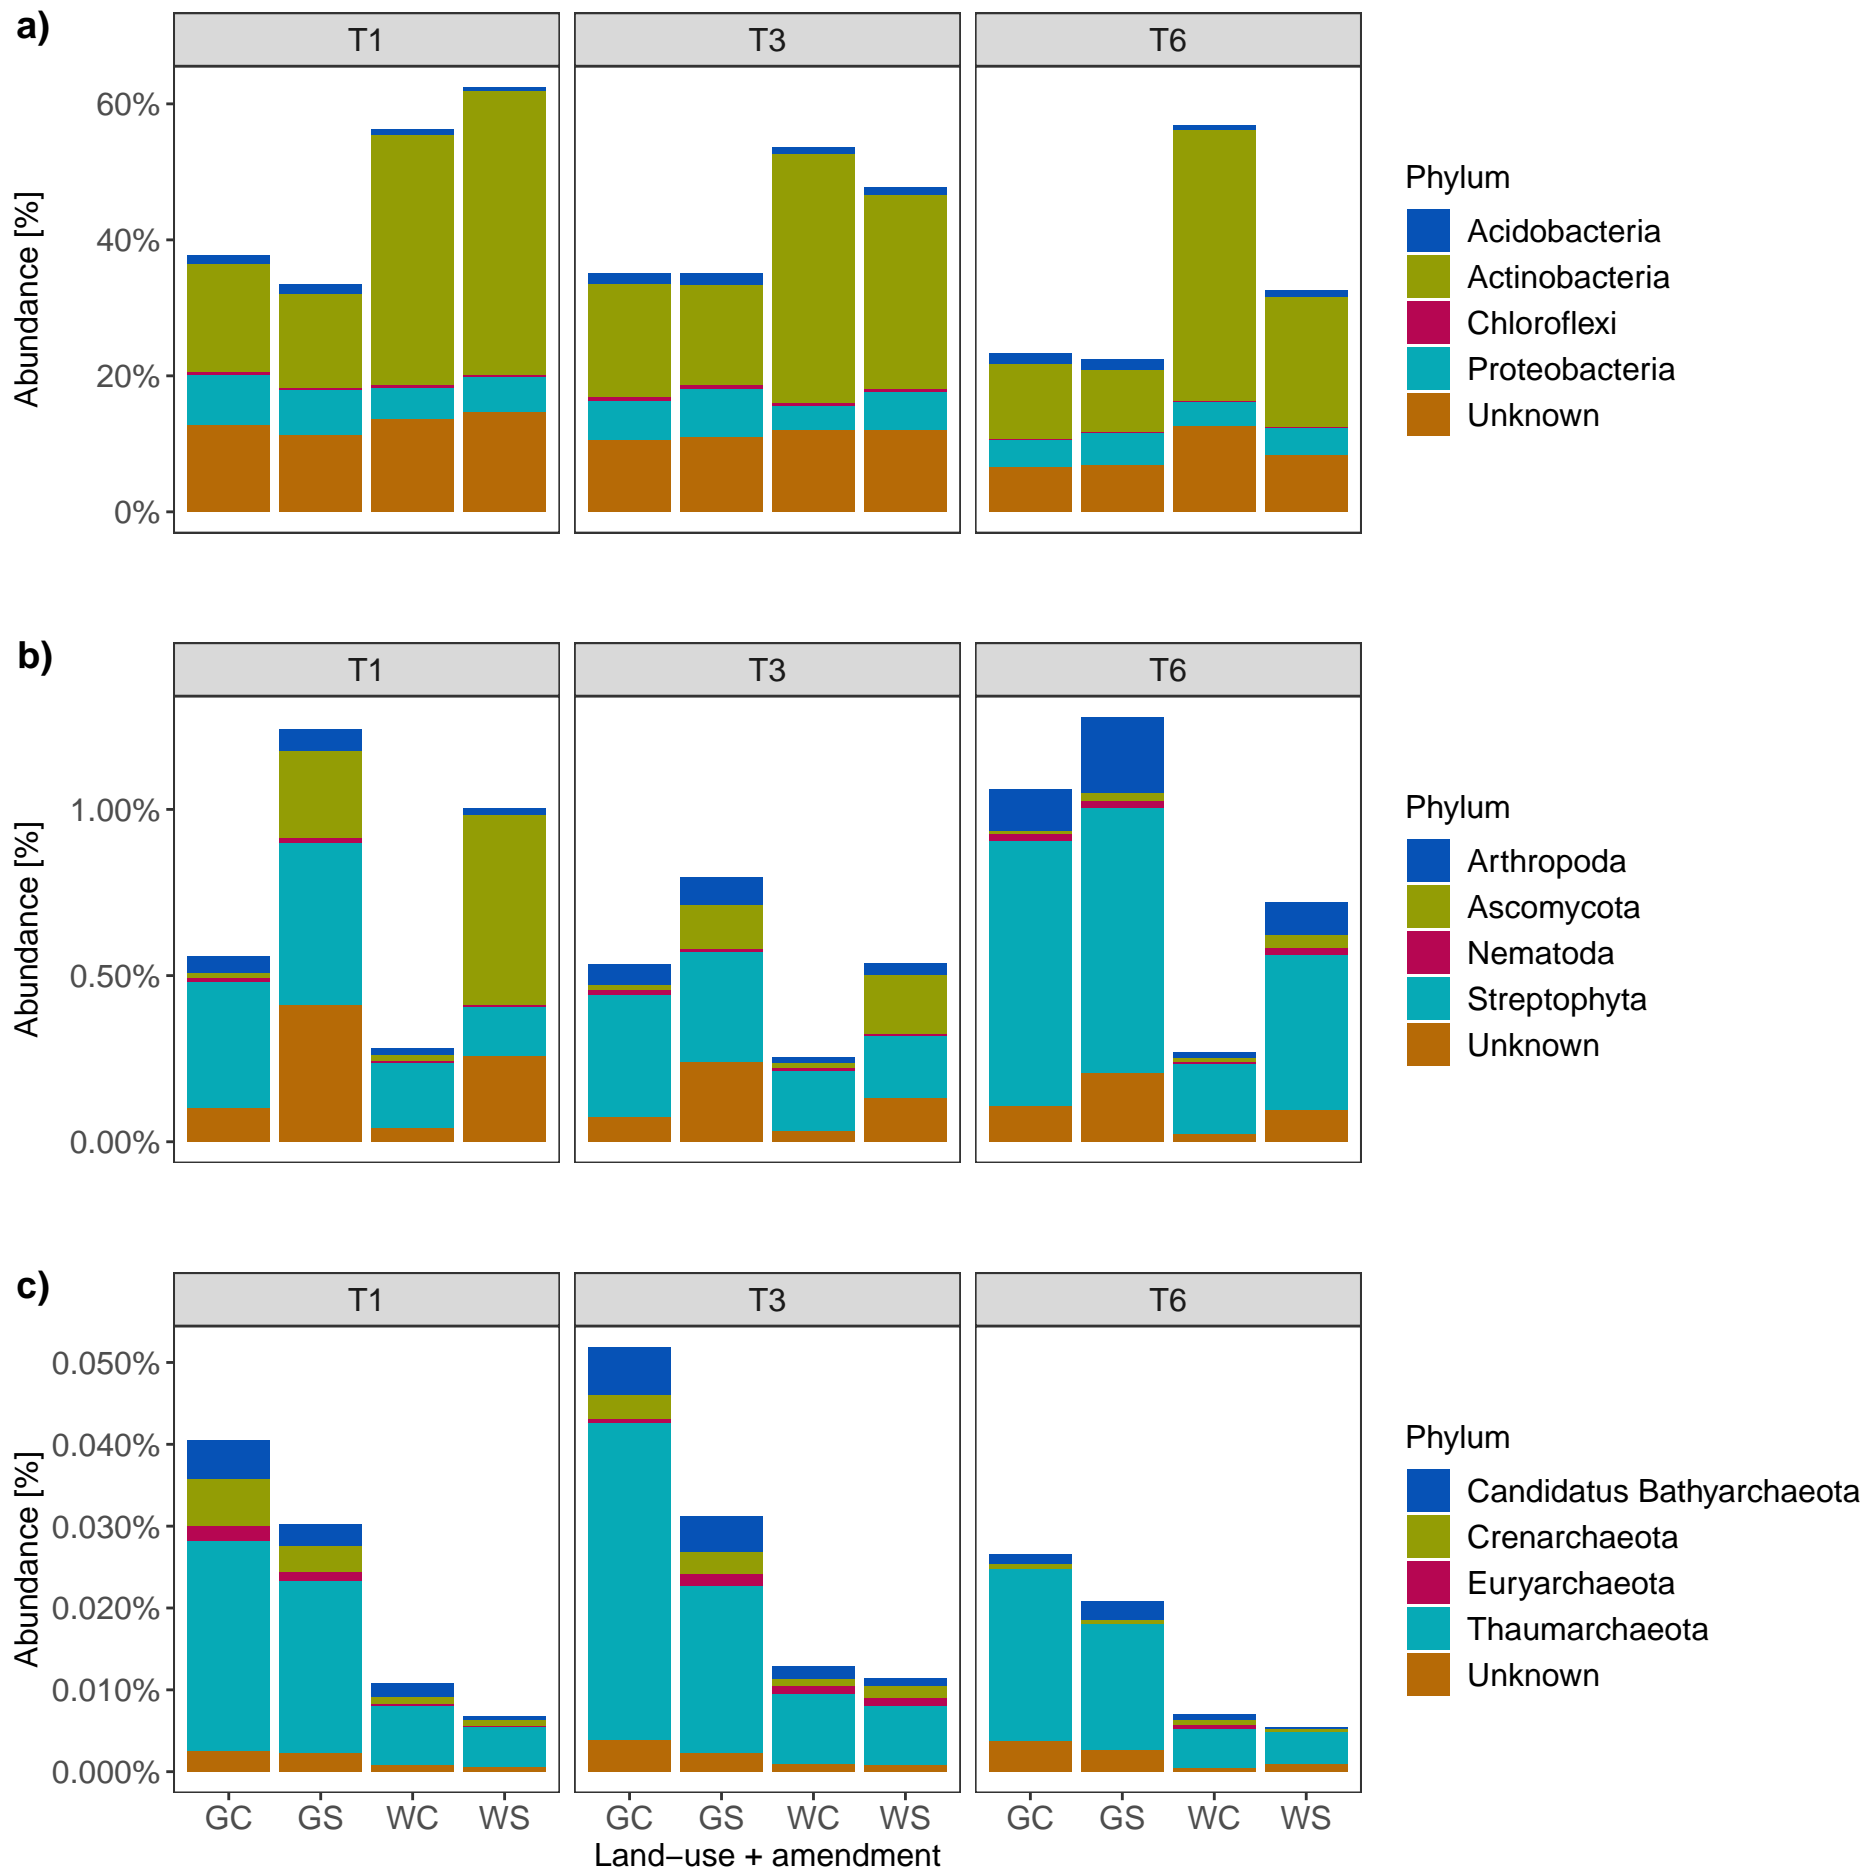 a)
T1
T3
T6
60%
40%
20%
0%
Abundance [%]
Phylum
Acidobacteria
Actinobacteria
Chloroflexi
Proteobacteria
Unknown
b)
T1
T3
T6
1.00%
0.50%
0.00%
Abundance [%]
Phylum
Arthropoda
Ascomycota
Nematoda
Streptophyta
Unknown
c)
T1
T3
T6
0.050%
0.040%
0.030%
0.020%
0.010%
0.000%
Abundance [%]
Phylum
Candidatus Bathyarchaeota
Crenarchaeota
Euryarchaeota
Thaumarchaeota
Unknown
GC GS WC WS
GC GS WC WS
GC GS WC WS
Land−use + amendment